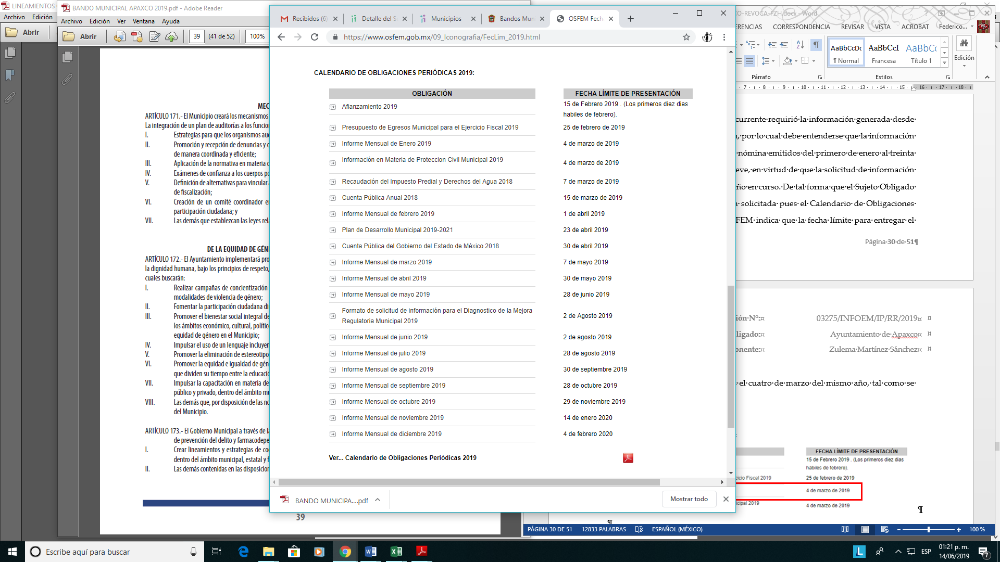 LINEAMIENTOS
BANDO MUNICIPAL APAXCO 2019.pdf - Adobe Reader
Archivo Edición
Archivo Edición Ver Ventana Ayuda
Abrir
Abrir
39 (41 de 52) 100%
MEC
ARTÍCULO 171.- El Municipio creará los mecanismos
La integración de un plan de auditorías a los funcion
I. Estrategias para que los organismos aud
II. Promoción y recepción de denuncias y q
de manera coordinada y eficiente;
III. Aplicación de la normativa en materia d
IV. Exámenes de confianza a los cuerpos po
V. Definición de alternativas para vincular a
de fiscalización;
VI. Creación de un comité coordinador en
participación ciudadana; y
VII. Las demás que establezcan las leyes rela
DE LA EQUIDAD DE GÉNE
ARTÍCULO 172.- El Ayuntamiento implementará pro
la dignidad humana, bajo los principios de respeto,
cuales buscarán:
I. Realizar campañas de concientización
modalidades de violencia de género;
II. Fomentar la participación ciudadana di
III. Promover el bienestar social integral de
los ámbitos económico, cultural, polític
equidad de género en el Municipio;
IV. Impulsar el uso de un lenguaje incluyen
V. Promover la eliminación de estereotipos
VI. Promover la equidad e igualdad de gén
que dividen su tiempo entre la educació
VII. Impulsar la capacitación en materia de
público y privado, dentro del ámbito mu
VIII. Las demás que, por disposición de las no
del Municipio.
ARTÍCULO 173.- El Gobierno Municipal a través de la
de prevención del delito y farmacodepe
I. Crear lineamientos y estrategias de coo
dentro del ámbito municipal, estatal y f
II. Las demás contenidas en las disposicion
39
Recibidos (6)
Detalle del S
Municipios
Bandos Mun
OSFEM Fech
https://www.osfem.gob.mx/09_Iconografia/FecLim_2019.html
CALENDARIO DE OBLIGACIONES PERIÓDICAS 2019:
OBLIGACIÓN FECHA LÍMITE DE PRESENTACIÓN
Afianzamiento 2019 15 de Febrero 2019 . (Los primeros diez dias
habiles de febrero).
Presupuesto de Egresos Municipal para el Ejercicio Fiscal 2019 25 de febrero de 2019
Informe Mensual de Enero 2019 4 de marzo de 2019
Información en Materia de Proteccion Civil Municipal 2019 4 de marzo de 2019
Recaudación del Impuesto Predial y Derechos del Agua 2018 7 de marzo de 2019
Cuenta Pública Anual 2018 15 de marzo de 2019
Informe Mensual de febrero 2019 1 de abril 2019
Plan de Desarrollo Municipal 2019-2021 23 de abril 2019
Cuenta Pública del Gobierno del Estado de México 2018 30 de abril 2019
Informe Mensual de marzo 2019 7 de mayo 2019
Informe Mensual de abril 2019 30 de mayo 2019
Informe Mensual de mayo 2019 28 de junio 2019
Formato de solicitud de información para el Diagnostico de la Mejora
Regulatoria Municipal 2019 2 de Agosto 2019
Informe Mensual de junio 2019 2 de agosto 2019
Informe Mensual de julio 2019 28 de agosto 2019
Informe Mensual de agosto 2019 30 de septiembre 2019
Informe Mensual de septiembre 2019 28 de octubre 2019
Informe Mensual de octubre 2019 29 de noviembre 2019
Informe Mensual de noviembre 2019 14 de enero 2020
Informe Mensual de diciembre 2019 4 de febrero 2020
Ver... Calendario de Obligaciones Periódicas 2019
BANDO MUNICIPA....pdf Mostrar todo
CO-REVOCA-FZH.docx - Word
ERENCIAS CORRESPONDENCIA REVISAR VISTA ACROBAT Federico...
AaBbCcDc AaBbCcI AaBbCc
¶ Normal Francesa Título 1
Edición
Párrafo Estilos
7 8 9 10 11 12 13 14 15 16 17 18
currente·requirió·la·información·generada·desde·
,·por·lo·cual·debe·entenderse·que·la·información·
nómina·emitidos·del·primero·de·enero·al·treinta·
eve,·en·virtud·de·que·la·solicitud·de·información·
ño·en·curso.·De·tal·forma·que·el·Sujeto·Obligado·
solicitada·pues·el·Calendario·de·Obligaciones·
FEM·indica·que·la·fecha·límite·para·entregar·el·
Página·30·de·51¶
ión·N°:¤ 03275/INFOEM/IP/RR/2019¤ ¤
ligado:¤ Ayuntamiento·de·Apaxco¤ ¤
onente:¤ Zulema·Martínez·Sánchez¤ ¤
el·cuatro·de·marzo·del·mismo·año,·tal·como·se·
FECHA LÍMITE DE PRESENTACIÓN
15 de Febrero 2019 . (Los primeros diez dias
habiles de febrero).
cicio Fiscal 2019 25 de febrero de 2019
4 de marzo de 2019
icipal 2019 4 de marzo de 2019
¶
¶
PÁGINA 30 DE 51 12833 PALABRAS ESPAÑOL (MÉXICO) 100 %
Escribe aquí para buscar
ESP
01:21 p. m.
14/06/2019
7